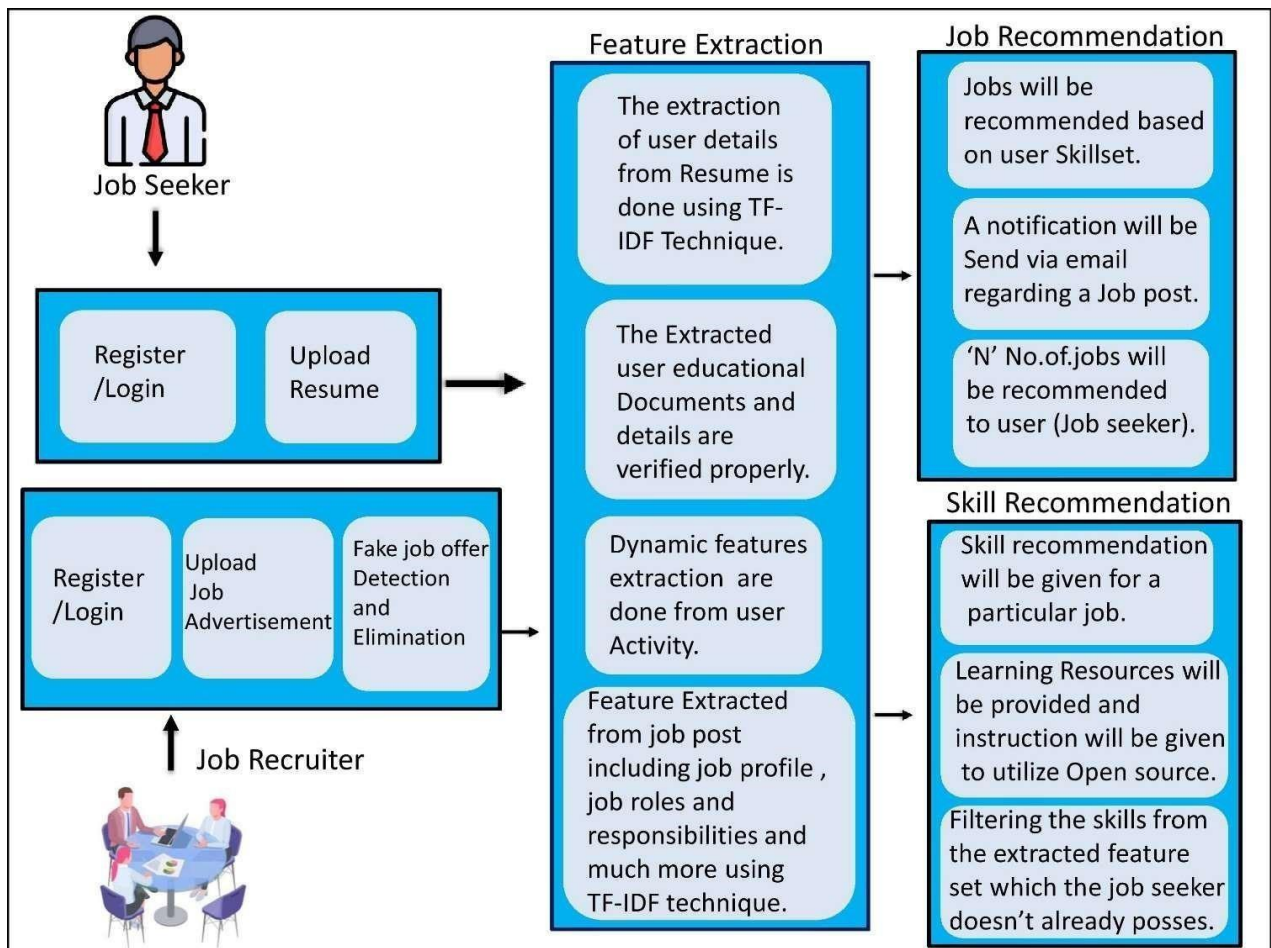 Job Seeker
Register
/Login
Upload
Resume
Register
/Login
Upload
Job
Advertisement
Fake job offer
Detection
and
Elimination
Job Recruiter
Feature Extraction
The extraction
of user details
from Resume is
done using TF-
IDF Technique.
The Extracted
user educational
Documents and
details are
verified properly.
Dynamic features
extraction are
done from user
Activity.
Feature Extracted
from job post
including job profile ,
job roles and
responsibilities and
much more using
TF-IDF technique.
Job Recommendation
Jobs will be
recommended based
on user Skillset.
A notification will be
Send via email
regarding a Job post.
‘N’ No.of.jobs will
be recommended
to user (Job seeker).
Skill Recommendation
Skill recommendation
will be given for a
particular job.
Learning Resources will
be provided and
instruction will be given
to utilize Open source.
Filtering the skills from
the extracted feature
set which the job seeker
doesn’t already posses.